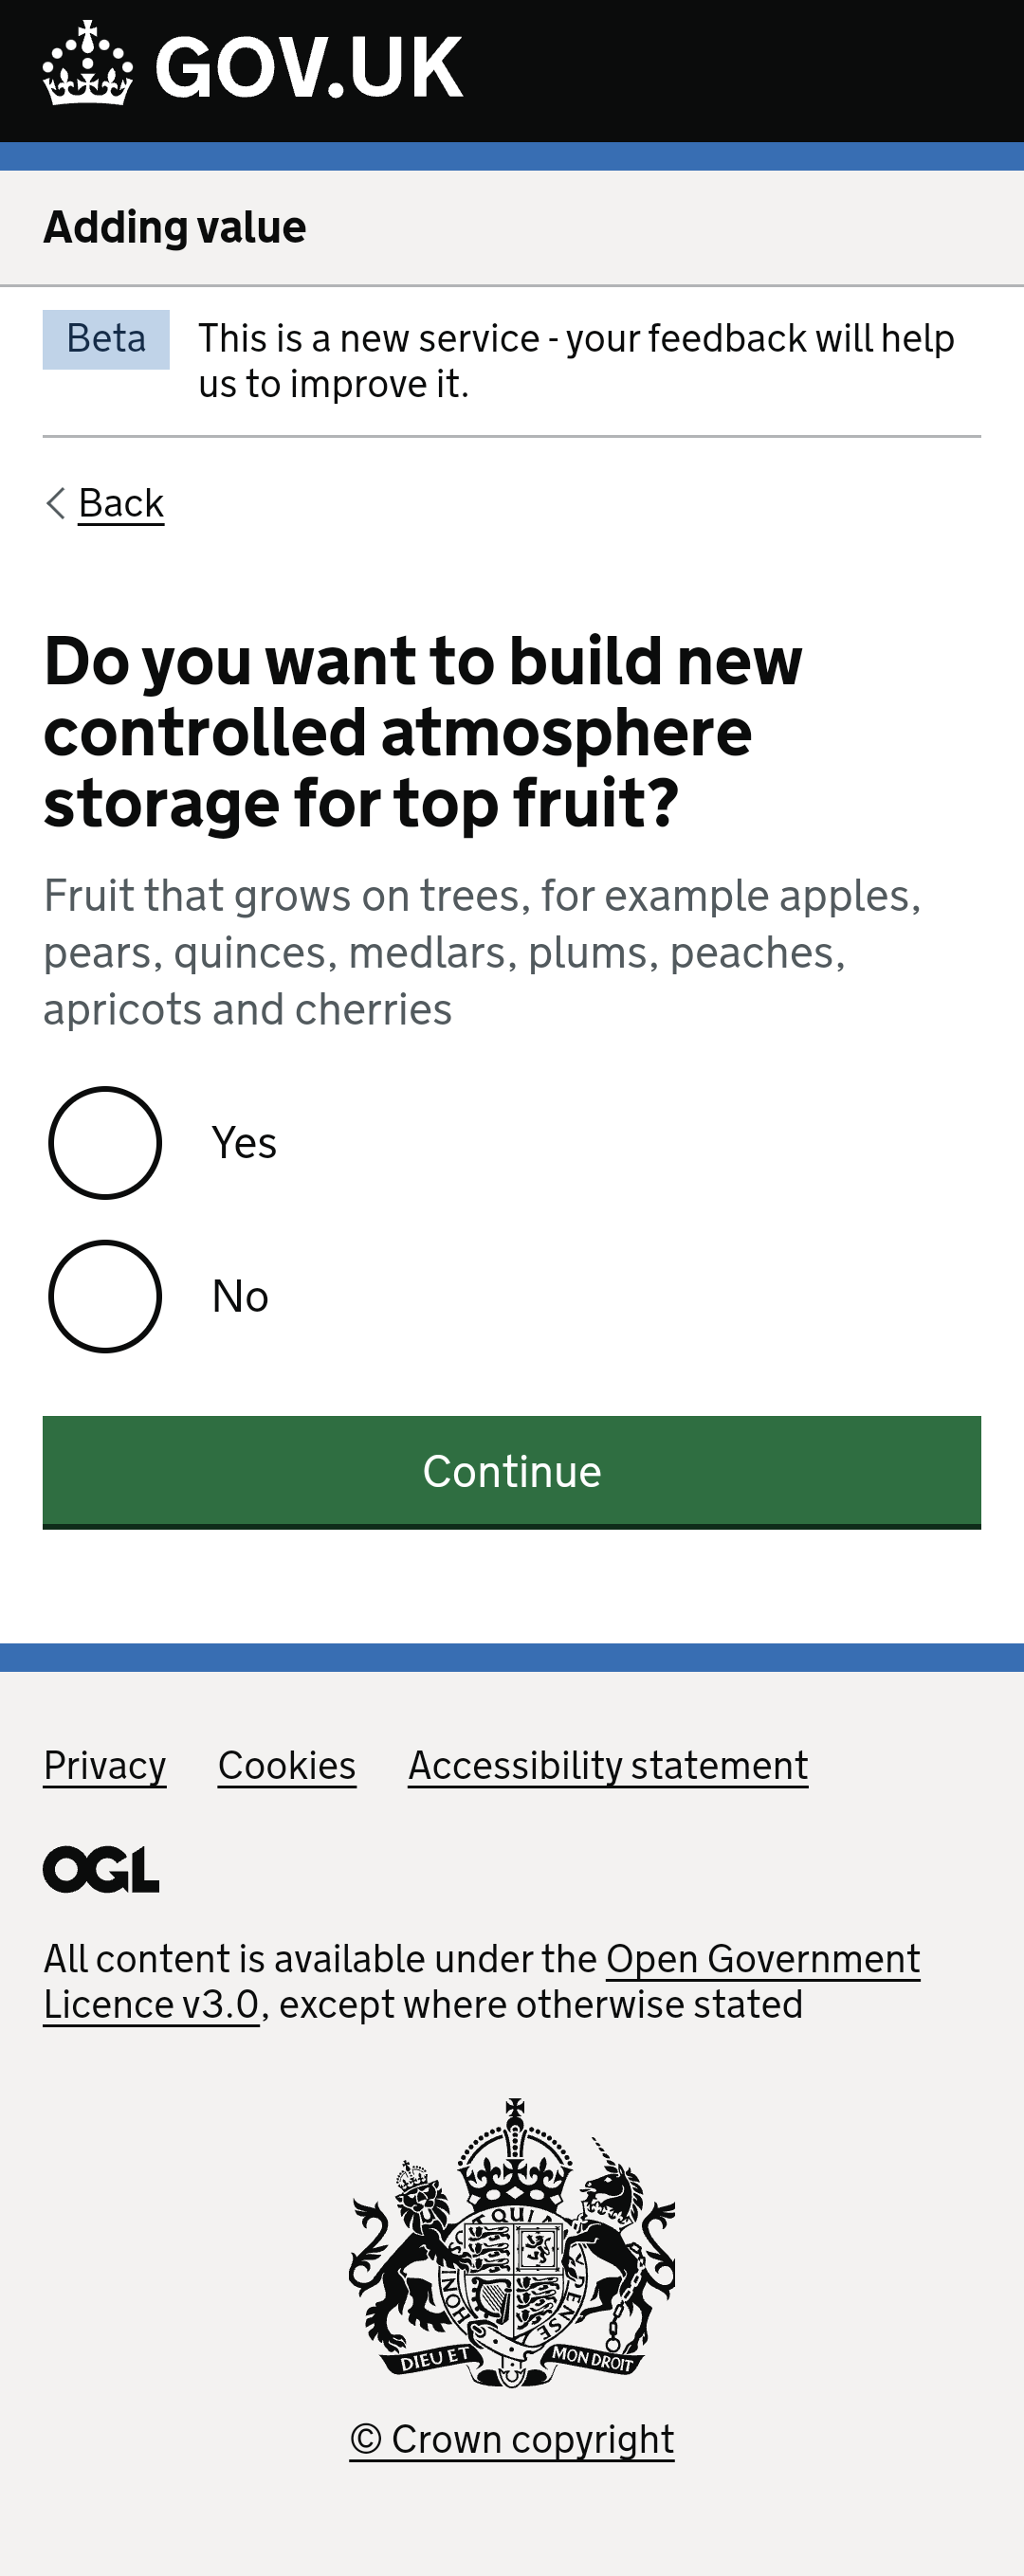 GOV.UK
Adding value
Beta
This is a new service - your feedback will help
us to improve it.
Back
Do you want to build new
controlled atmosphere
storage for top fruit?
Fruit that grows on trees, for example apples,
pears, quinces, medlars, plums, peaches,
apricots and cherries
Yes
No
Continue
Privacy Cookies Accessibility statement
OGL
All content is available under the Open Government
Licence v3.0, except where otherwise stated
QUI
HONI
PENSE
DIEU ET MON DROIT
© Crown copyright